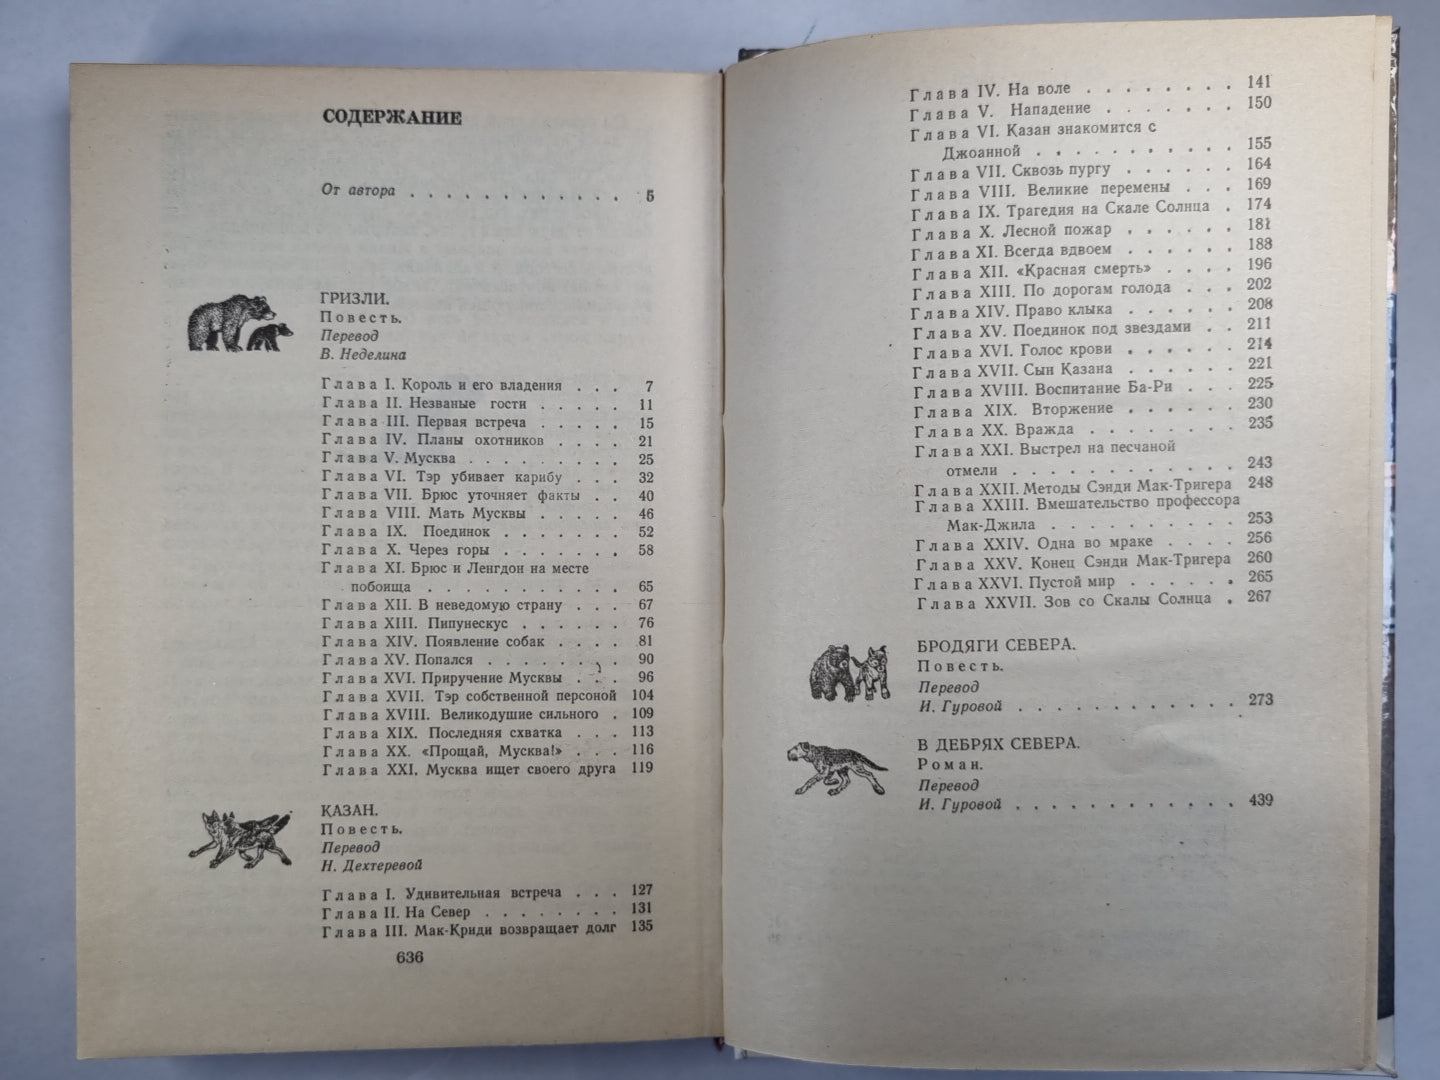 СОДЕРЖАНИЕ
От автора . . . . . . . . . . . . 5
ГРИЗЛИ.
Повесть.
Перевод
В. Неделина
Глава I. Король и его владения . . . 7
Глава II. Незваные гости . . . . . 11
Глава III. Первая встреча . . . . . 15
Глава IV. Планы охотников . . . . 21
Глава V. Мусква . . . . . . . . . 25
Глава VI. Тэр убивает карибу . . . 32
Глава VII. Брюс уточняет факты . . 40
Глава VIII. Мать Мусквы . . . . . 46
Глава IX. Поединок . . . . . . . 52
Глава X. Через горы . . . . . . . 58
Глава XI. Брюс и Ленгдон на месте
побоища . . . . . . . . . . . 65
Глава XII. В неведомую страну . . . 67
Глава XIII. Пипунескус . . . . . . 76
Глава XIV. Появление собак . . . . 81
Глава XV. Попался . . . . . . . . 90
Глава XVI. Приручение Мусквы . . . 96
Глава XVII. Тэр собственной персоной 104
Глава XVIII. Великодушие сильного . 109
Глава XIX. Последняя схватка . . . 113
Глава XX. «Прощай, Мусква!» . . . 116
Глава XXI. Мусква ищет своего друга 119
КАЗАН.
Повесть.
Перевод
Н. Дехтеревой
Глава I. Удивительная встреча . . . 127
Глава II. На Север . . . . . . . . 131
Глава III. Мак-Криди возвращает долг 135
636
Глава IV. На воле . . . . . . . . 141
Глава V. Нападение . . . . . . . 150
Глава VI. Казан знакомится с
Джоанной . . . . . . . . . . . 155
Глава VII. Сквозь пургу . . . . . . 164
Глава VIII. Великие перемены . . . 169
Глава IX. Трагедия на Скале Солнца . 174
Глава X. Лесной пожар . . . . . . 181
Глава XI. Всегда вдвоем . . . . . . 188
Глава XII. «Красная смерть» . . . . 196
Глава XIII. По дорогам голода . . . 202
Глава XIV. Право клыка . . . . . . 208
Глава XV. Поединок под звездами . . 211
Глава XVI. Голос крови . . . . . . 214
Глава XVII. Сын Казана . . . . . . 221
Глава XVIII. Воспитание Ба-Ри . . . 225
Глава XIX. Вторжение . . . . . . 230
Глава XX. Вражда . . . . . . . . 235
Глава XXI. Выстрел на песчаной
отмели . . . . . . . . . . . . 243
Глава XXII. Методы Сэнди Мак-Тригера 248
Глава XXIII. Вмешательство профессора
Мак-Джила . . . . . . . . . . 253
Глава XXIV. Одна во мраке . . . . . 256
Глава XXV. Конец Сэнди Мак-Тригера 260
Глава XXVI. Пустой мир . . . . . . 265
Глава XXVII. Зов со Скалы Солнца . 267
БРОДЯГИ СЕВЕРА.
Повесть.
Перевод
И. Гуровой . . . . . . . . . . . . 273
В ДЕБРЯХ СЕВЕРА.
Роман.
Перевод
И. Гуровой . . . . . . . . . . . . 439